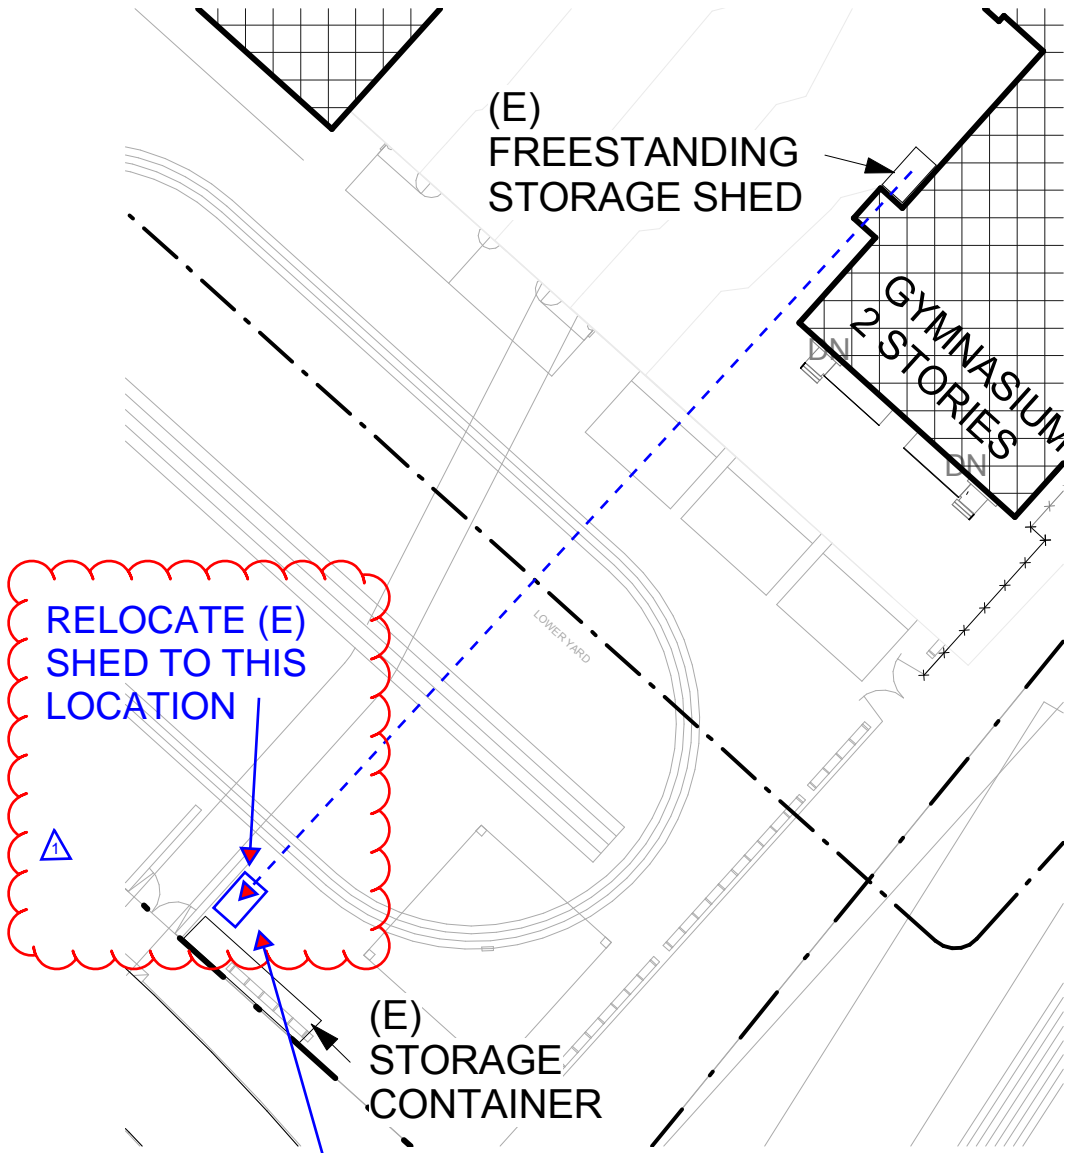 (E)
FREESTANDING
STORAGE SHED
GYMNASIUM
2 STORIES
DN
DN
LOWER YARD
RELOCATE (E)
SHED TO THIS
LOCATION
1
(E)
STORAGE
CONTAINER